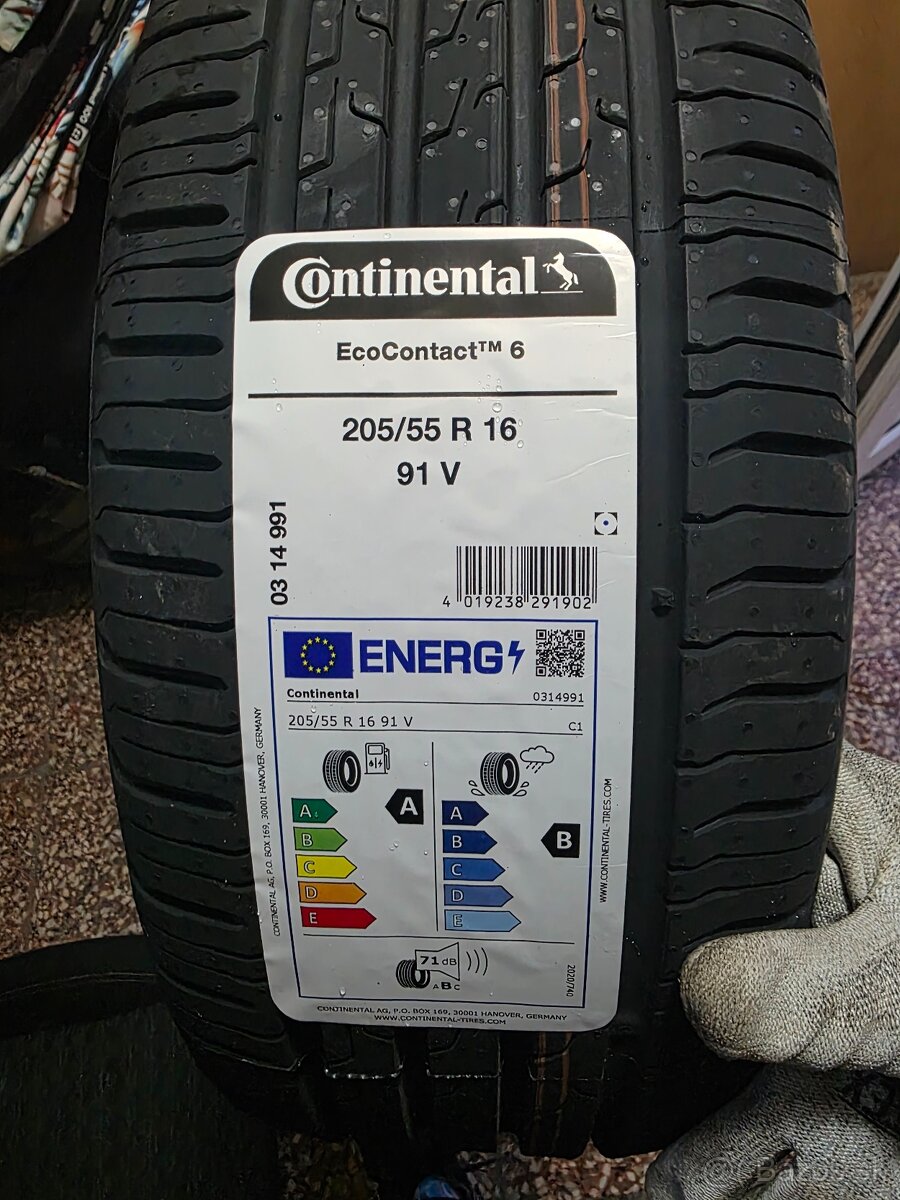 Continental
EcoContact™ 6
205/55 R 16
91 V
03 14 991
4 019238 291902
ENERG
Continental 0314991
205/55 R 16 91 V C1
A
B
C
D
E
A
A
B
C
D
E
B
71 dB
ABC
2020/740
CONTINENTAL AG, P.O. BOX 169, 30001 HANOVER, GERMANY
WWW.CONTINENTAL-TIRES.COM
CONTINENTAL AG, P.O. BOX 169, 30001 HANOVER, GERMANY
WWW.CONTINENTAL-TIRES.COM